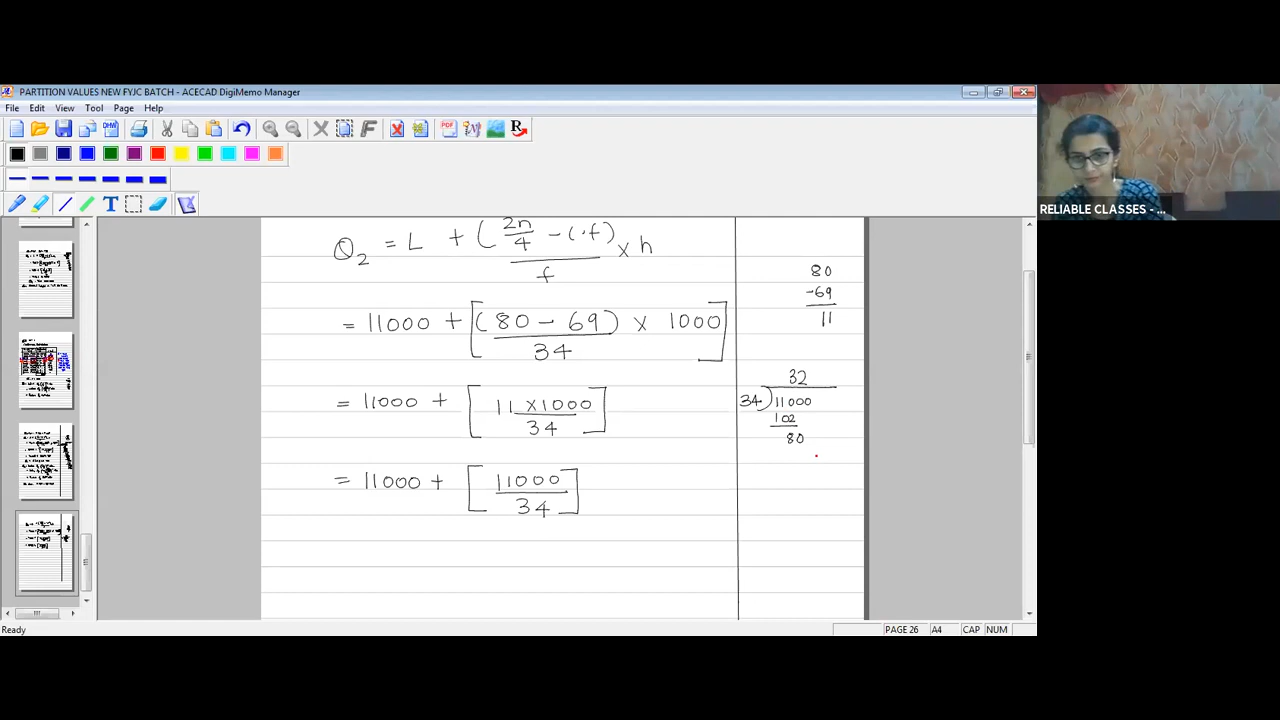 PARTITION VALUES NEW FYJC BATCH - ACECAD DigiMemo Manager
File Edit View Tool Page Help
RELIABLE CLASSES - ...
Q₂ = L + (2n/4 - c.f)/f x h
= 11000 + [(80 - 69)/34 x 1000]
= 11000 + [11 x 1000/34]
= 11000 + [11000/34]
80
-69
11
32
34)11000
102
80
Ready
PAGE 26 A4 CAP NUM